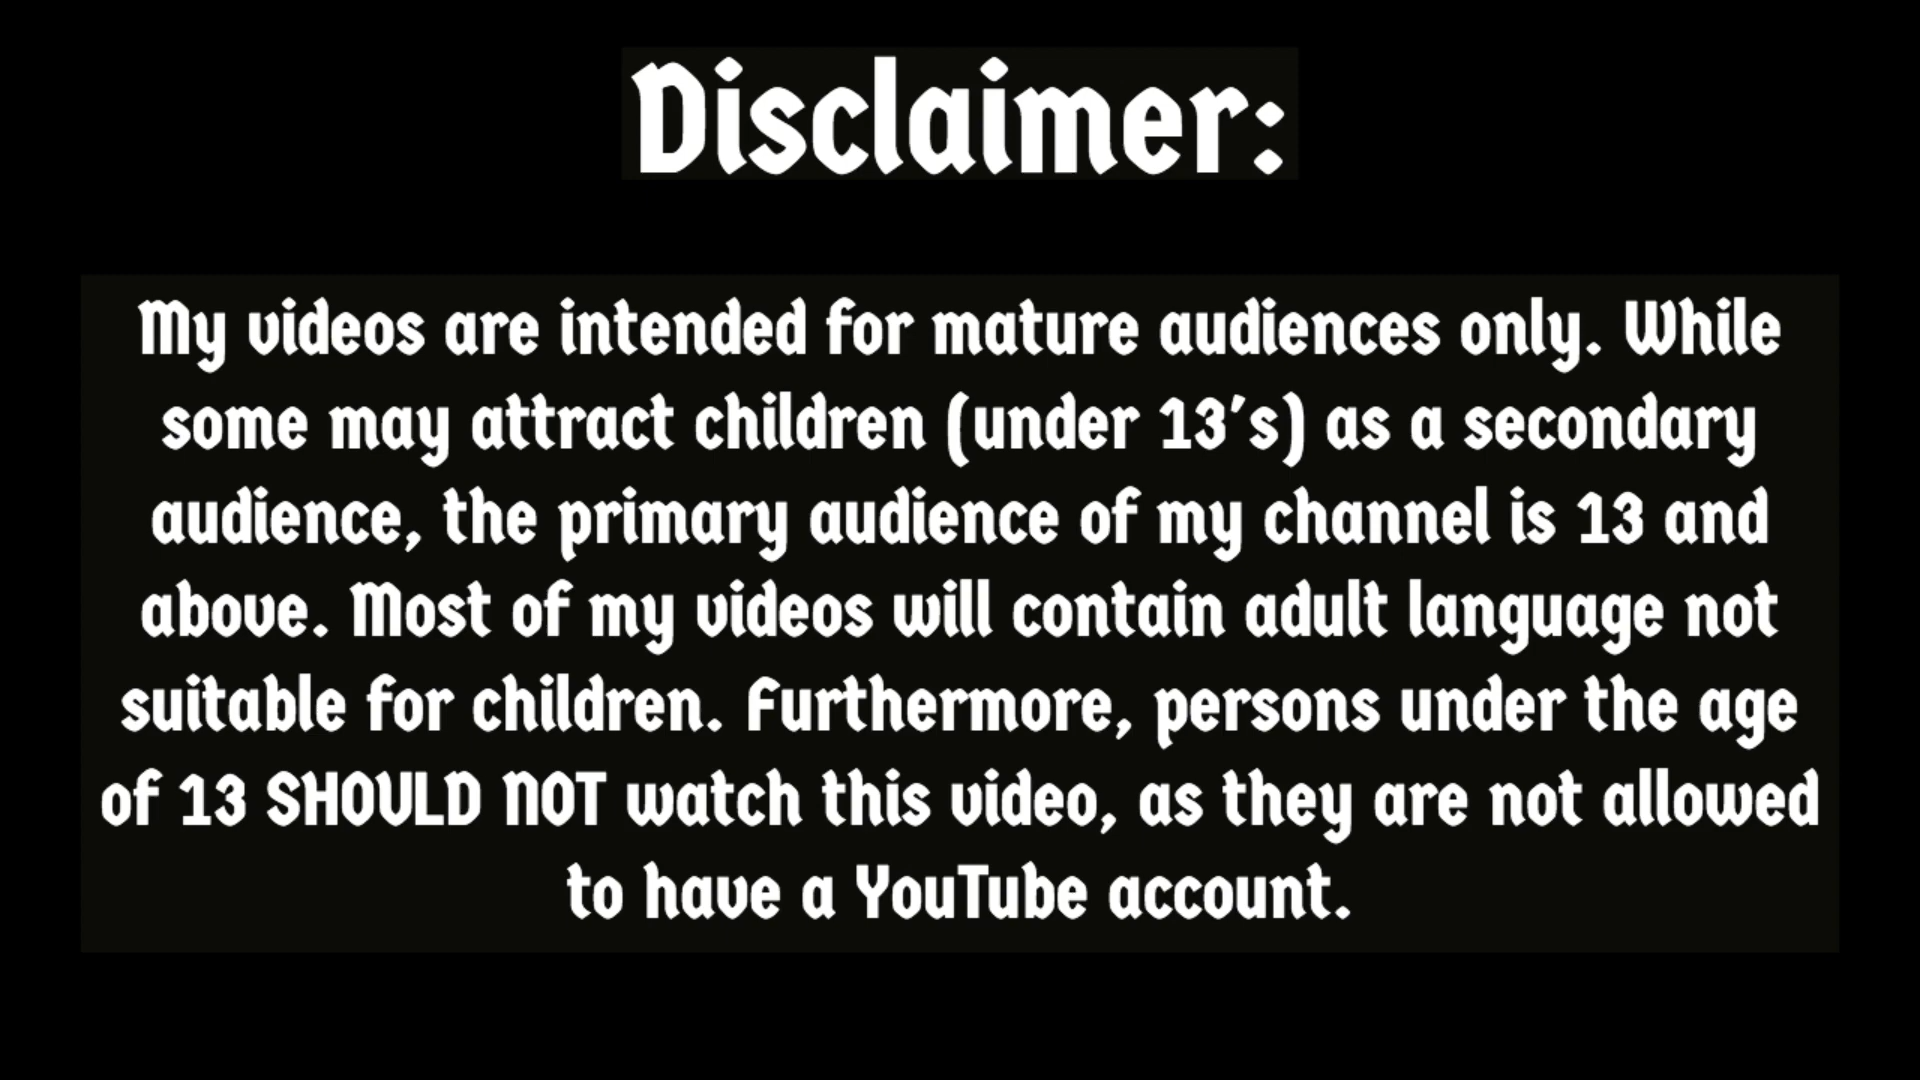 Disclaimer:
My videos are intended for mature audiences only. While
some may attract children (under 13's) as a secondary
audience, the primary audience of my channel is 13 and
above. Most of my videos will contain adult language not
suitable for children. Furthermore, persons under the age
of 13 SHOULD NOT watch this video, as they are not allowed
to have a YouTube account.